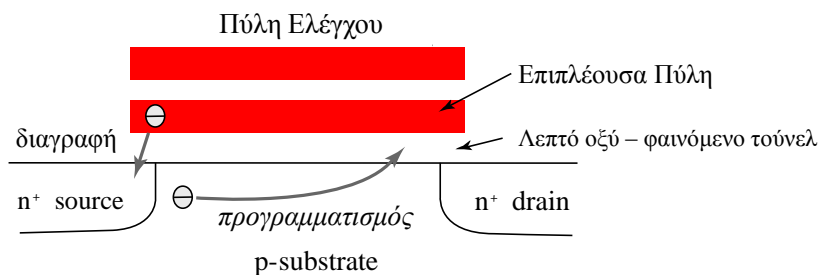 Πύλη Ελέγχου
Επιπλέουσα Πύλη
διαγραφή
Λεπτό οξύ – φαινόμενο τούνελ
n+ source
προγραμματισμός
n+ drain
p-substrate